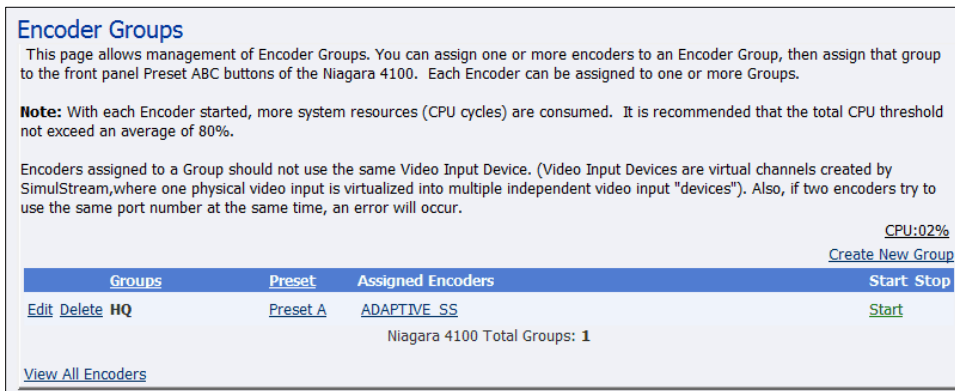 Encoder Groups
This page allows management of Encoder Groups. You can assign one or more encoders to an Encoder Group, then assign that group
to the front panel Preset ABC buttons of the Niagara 4100. Each Encoder can be assigned to one or more Groups.
Note: With each Encoder started, more system resources (CPU cycles) are consumed. It is recommended that the total CPU threshold
not exceed an average of 80%.
Encoders assigned to a Group should not use the same Video Input Device. (Video Input Devices are virtual channels created by
SimulStream,where one physical video input is virtualized into multiple independent video input "devices"). Also, if two encoders try to
use the same port number at the same time, an error will occur.
CPU:02%
Create New Group
Groups Preset Assigned Encoders Start Stop
Edit Delete HQ Preset A ADAPTIVE_SS Start
Niagara 4100 Total Groups: 1
View All Encoders